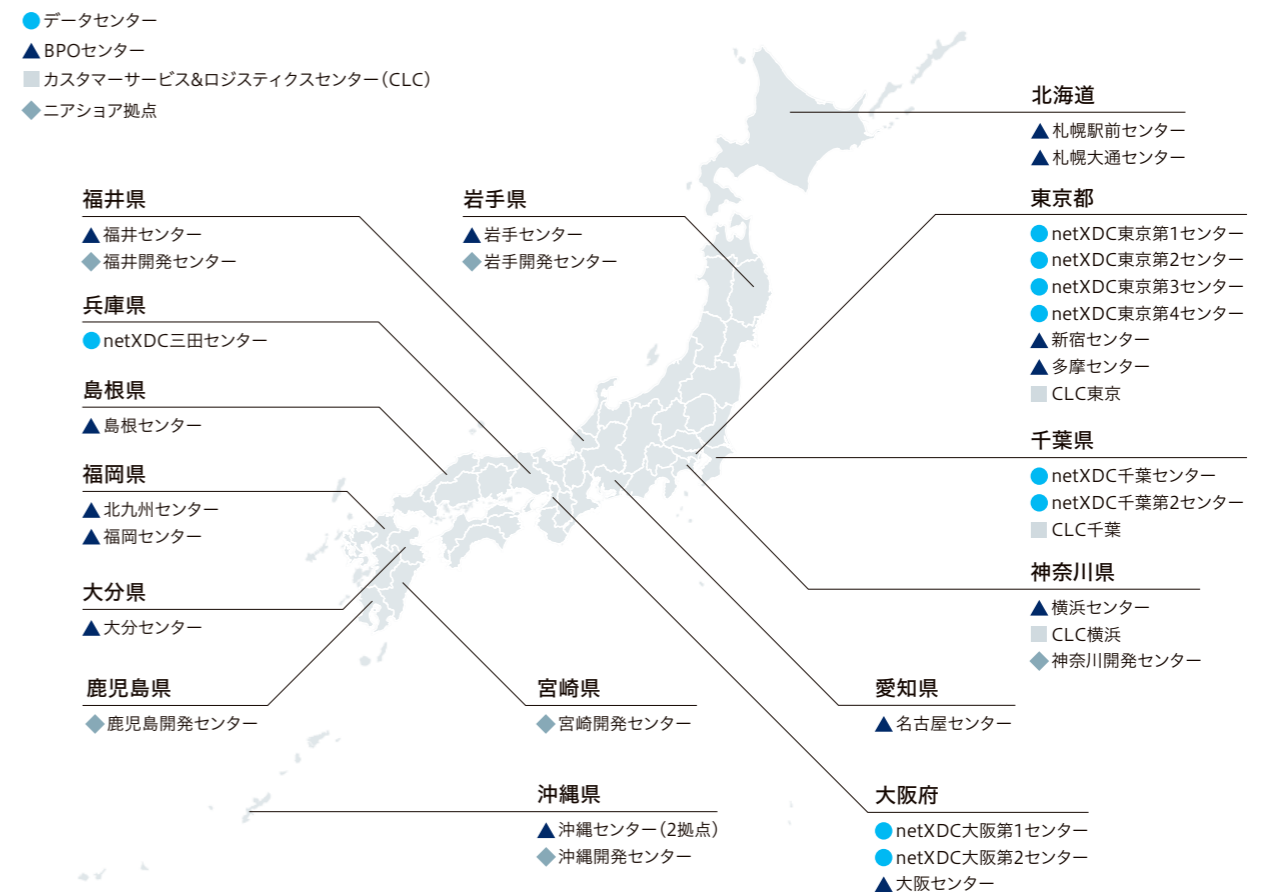 データセンター
BPOセンター
カスタマーサービス&ロジスティクスセンター(CLC)
ニアショア拠点
北海道
札幌駅前センター
札幌大通センター
福井県
福井センター
福井開発センター
岩手県
岩手センター
岩手開発センター
東京都
netXDC東京第1センター
netXDC東京第2センター
netXDC東京第3センター
netXDC東京第4センター
新宿センター
多摩センター
CLC東京
兵庫県
netXDC三田センター
島根県
島根センター
千葉県
netXDC千葉センター
netXDC千葉第2センター
CLC千葉
福岡県
北九州センター
福岡センター
神奈川県
横浜センター
CLC横浜
神奈川開発センター
大分県
大分センター
鹿児島県
鹿児島開発センター
宮崎県
宮崎開発センター
愛知県
名古屋センター
沖縄県
沖縄センター(2拠点)
沖縄開発センター
大阪府
netXDC大阪第1センター
netXDC大阪第2センター
大阪センター